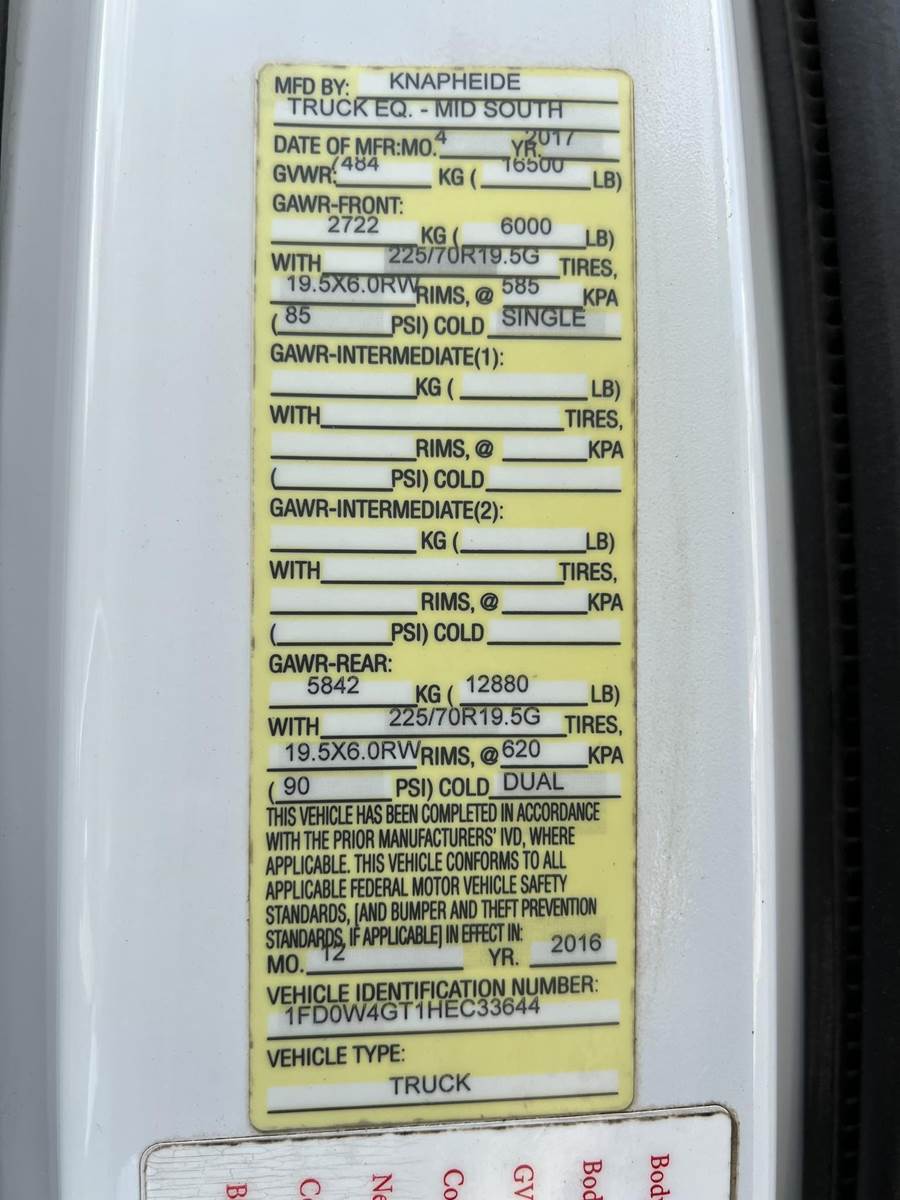 MFD BY: KNAPHEIDE
TRUCK EQ. - MID SOUTH
DATE OF MFR:MO. 4 YR. 2017
GVWR: 7484 KG ( 16500 LB)
GAWR-FRONT:
2722 KG ( 6000 LB)
WITH 225/70R19.5G TIRES,
19.5X6.0RW RIMS, @ 585 KPA
( 85 PSI) COLD SINGLE
GAWR-INTERMEDIATE(1):
KG ( LB)
WITH TIRES,
RIMS, @ KPA
( PSI) COLD
GAWR-INTERMEDIATE(2):
KG ( LB)
WITH TIRES,
RIMS, @ KPA
( PSI) COLD
GAWR-REAR:
5842 KG ( 12880 LB)
WITH 225/70R19.5G TIRES,
19.5X6.0RW RIMS, @ 620 KPA
( 90 PSI) COLD DUAL
THIS VEHICLE HAS BEEN COMPLETED IN ACCORDANCE
WITH THE PRIOR MANUFACTURERS' IVD, WHERE
APPLICABLE. THIS VEHICLE CONFORMS TO ALL
APPLICABLE FEDERAL MOTOR VEHICLE SAFETY
STANDARDS, [AND BUMPER AND THEFT PREVENTION
STANDARDS, IF APPLICABLE] IN EFFECT IN:
MO. 12 YR. 2016
VEHICLE IDENTIFICATION NUMBER:
1FD0W4GT1HEC33644
VEHICLE TYPE:
TRUCK
Bod
Bod
GV
Co
Ne